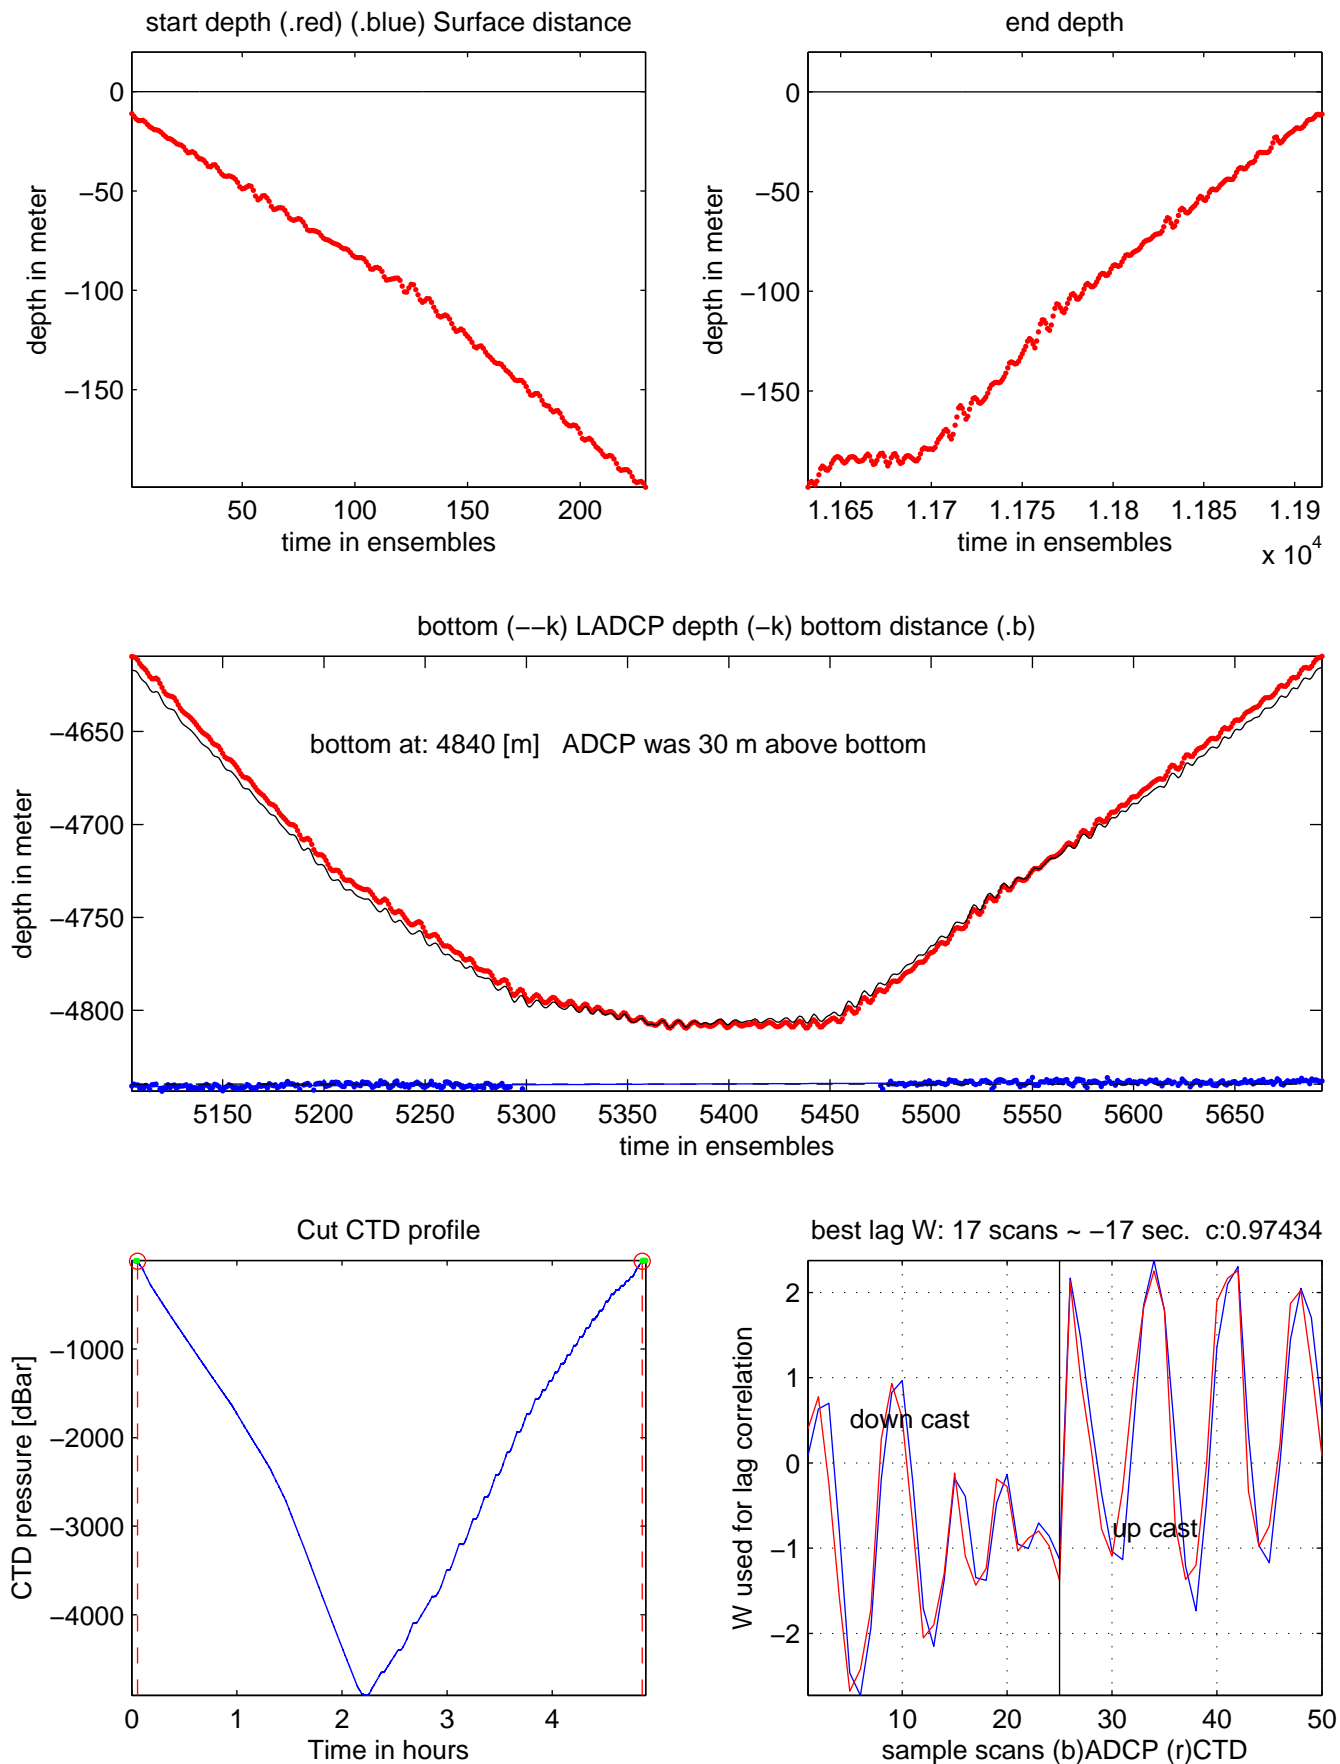 start depth (.red) (.blue) Surface distance
end depth
0
−50
−100
−150
depth in meter
50
100
150
200
time in ensembles
0
−50
−100
−150
depth in meter
1.165
1.17
1.175
1.18
1.185
1.19
time in ensembles
x 10^4
bottom (−−k) LADCP depth (−k) bottom distance (.b)
−4650
−4700
−4750
−4800
depth in meter
bottom at: 4840 [m] ADCP was 30 m above bottom
5150
5200
5250
5300
5350
5400
5450
5500
5550
5600
5650
time in ensembles
Cut CTD profile
−1000
−2000
−3000
−4000
CTD pressure [dBar]
0
1
2
3
4
Time in hours
best lag W: 17 scans ~ −17 sec. c:0.97434
2
1
0
−1
−2
W used for lag correlation
down cast
up cast
10
20
30
40
50
sample scans (b)ADCP (r)CTD